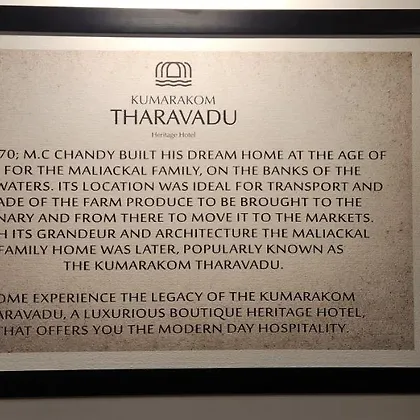 KUMARAKOM
THARAVADU
Heritage Hotel
70; M.C CHANDY BUILT HIS DREAM HOME AT THE AGE OF
FOR THE MALIACKAL FAMILY, ON THE BANKS OF THE
WATERS. ITS LOCATION WAS IDEAL FOR TRANSPORT AND
ADE OF THE FARM PRODUCE TO BE BROUGHT TO THE
NARY AND FROM THERE TO MOVE IT TO THE MARKETS.
H ITS GRANDEUR AND ARCHITECTURE THE MALIACKAL
FAMILY HOME WAS LATER, POPULARLY KNOWN AS
THE KUMARAKOM THARAVADU.
OME EXPERIENCE THE LEGACY OF THE KUMARAKOM
ARAVADU, A LUXURIOUS BOUTIQUE HERITAGE HOTEL,
THAT OFFERS YOU THE MODERN DAY HOSPITALITY.